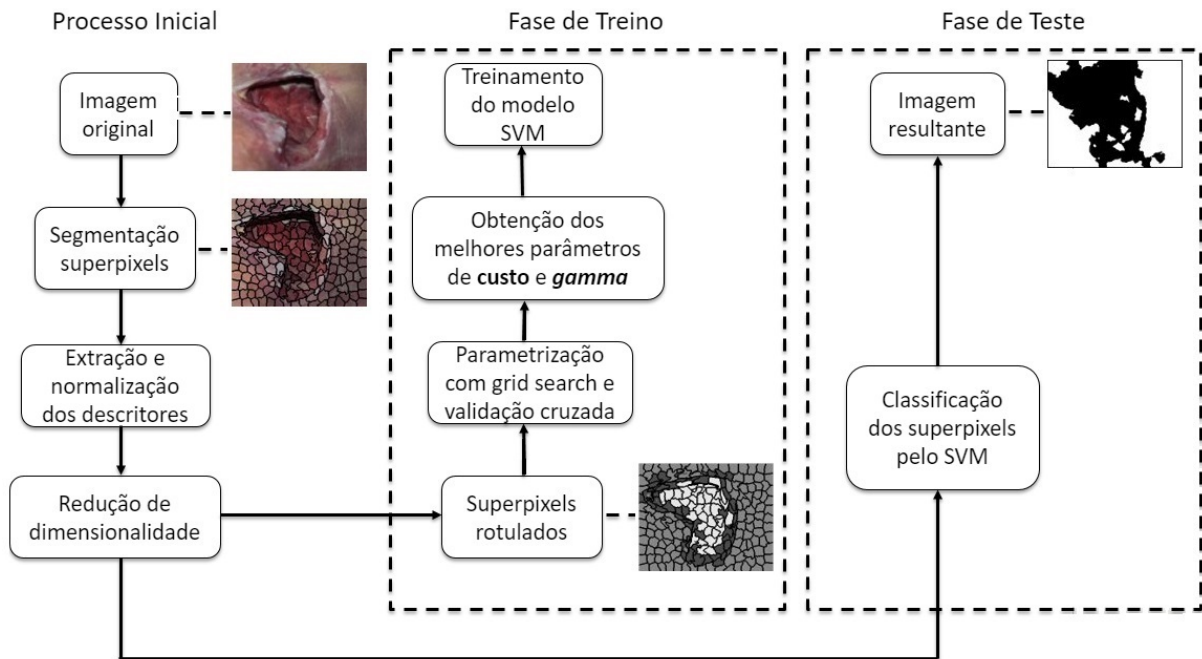 Processo Inicial
Imagem
original
Segmentação
superpixels
Extração e
normalização
dos descritores
Redução de
dimensionalidade
Fase de Treino
Treinamento
do modelo
SVM
Obtenção dos
melhores parâmetros
de custo e gamma
Parametrização
com grid search e
validação cruzada
Superpixels
rotulados
Fase de Teste
Imagem
resultante
Classificação
dos superpixels
pelo SVM